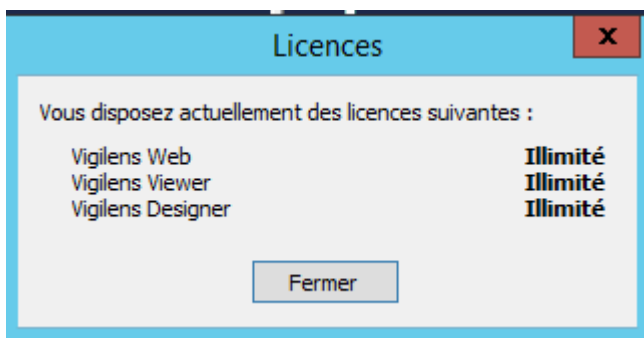 Licences
x
Vous disposez actuellement des licences suivantes :
Vigilens Web Illimité
Vigilens Viewer Illimité
Vigilens Designer Illimité
Fermer